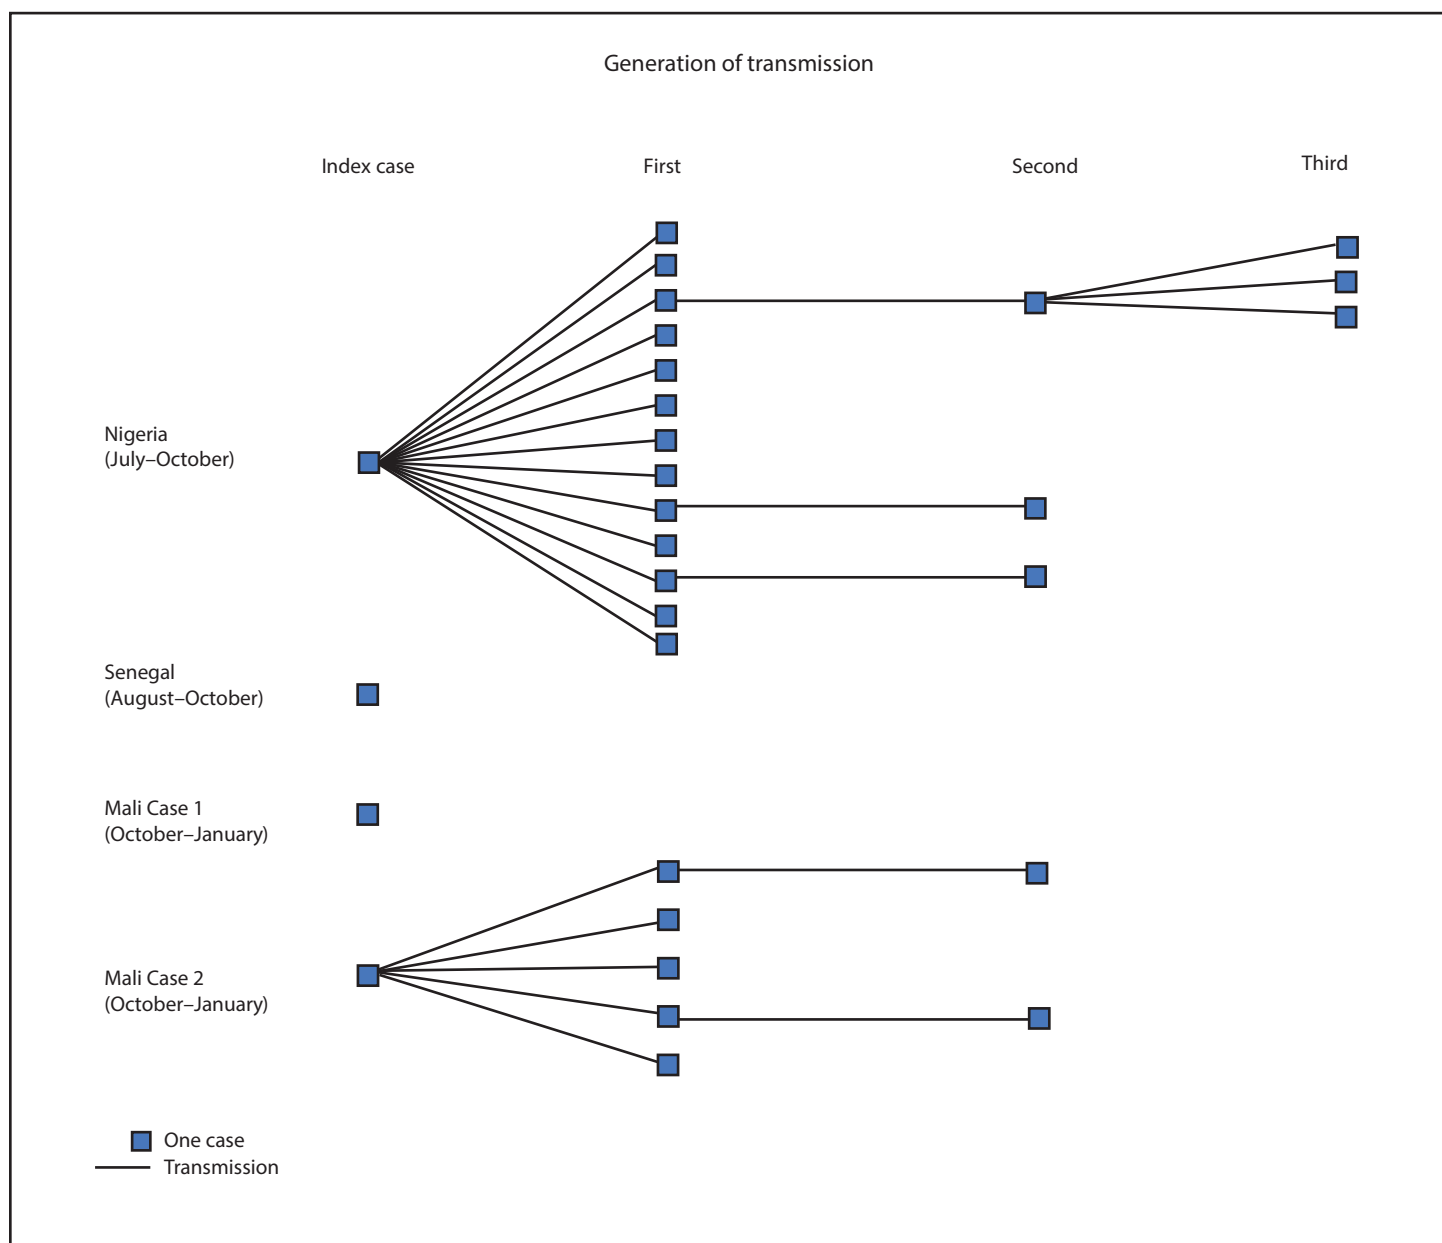 Generation of transmission
Index case
First
Second
Third
Nigeria
(July–October)
Senegal
(August–October)
Mali Case 1
(October–January)
Mali Case 2
(October–January)
One case
Transmission